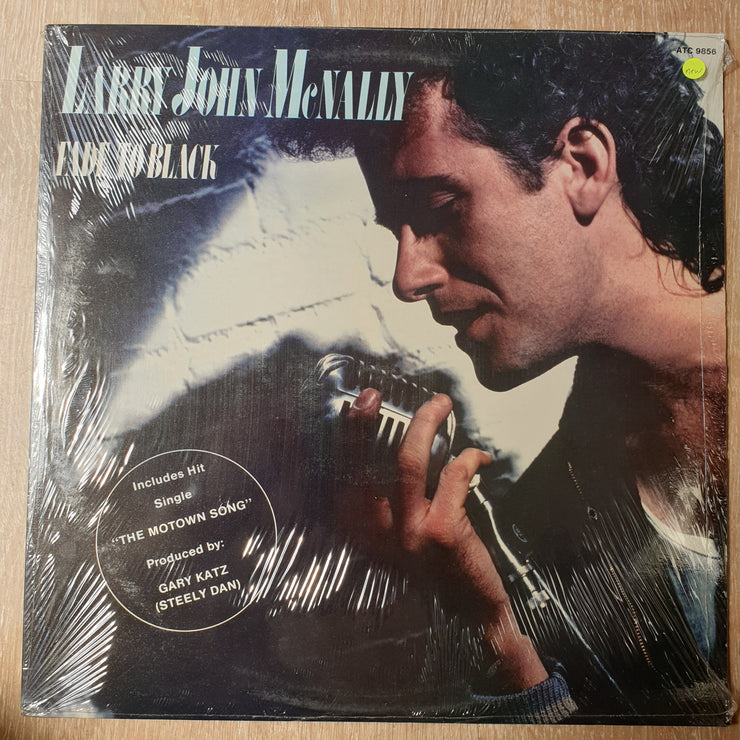 LARRY JOHN MCNALLY
FADE TO BLACK
ATC 9856
new
Includes Hit
Single
"THE MOTOWN SONG"
Produced by:
GARY KATZ
(STEELY DAN)